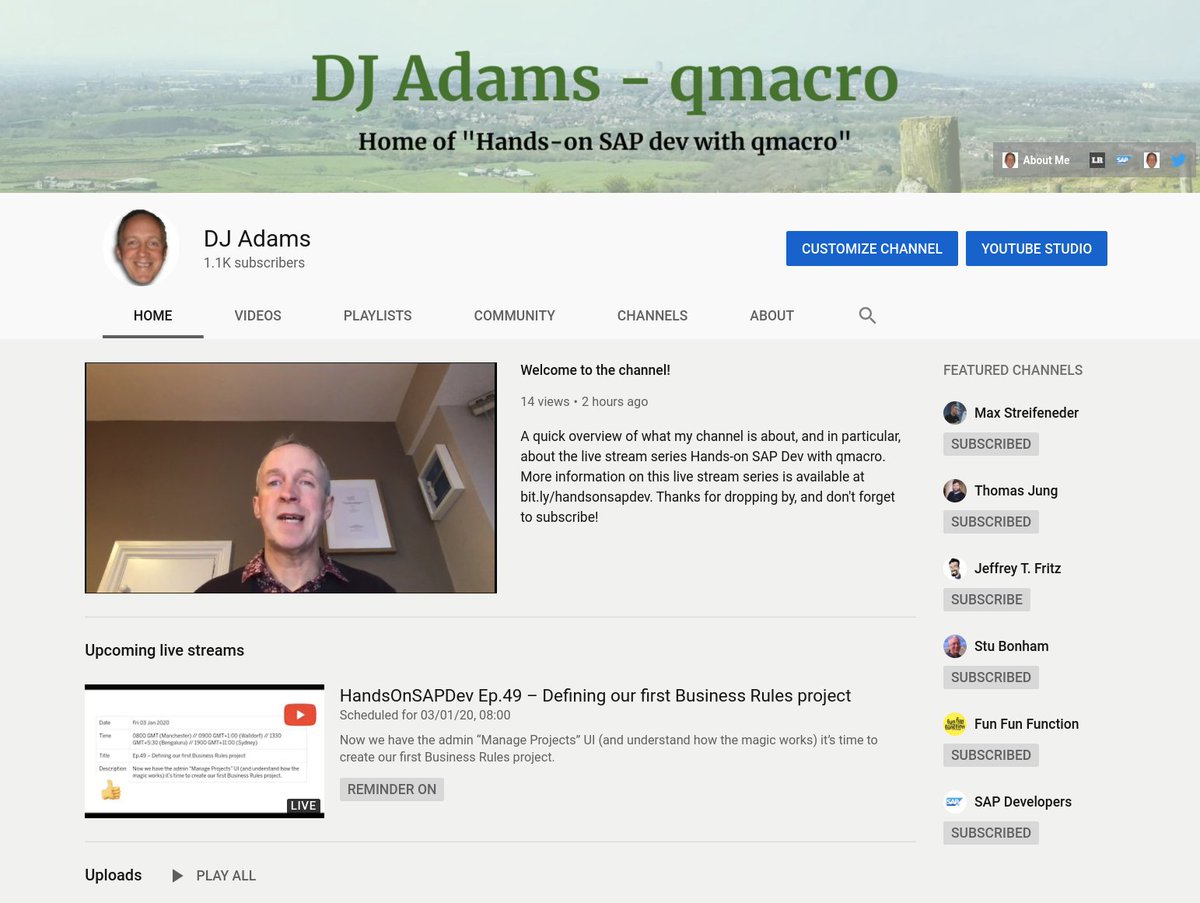 DJ Adams - qmacro
Home of "Hands-on SAP dev with qmacro"
About Me
LR
SAP
DJ Adams
1.1K subscribers
CUSTOMIZE CHANNEL
YOUTUBE STUDIO
HOME
VIDEOS
PLAYLISTS
COMMUNITY
CHANNELS
ABOUT
Welcome to the channel!
14 views • 2 hours ago
A quick overview of what my channel is about, and in particular,
about the live stream series Hands-on SAP Dev with qmacro.
More information on this live stream series is available at
bit.ly/handsonsapdev. Thanks for dropping by, and don't forget
to subscribe!
Upcoming live streams
Date Fri 03 Jan 2020
Time 0800 GMT (Manchester) // 0900 GMT+1:00 (Walldorf) // 1330
GMT+5:30 (Bengaluru) // 1900 GMT+11:00 (Sydney)
Title Ep.49 – Defining our first Business Rules project
Description Now we have the admin "Manage Projects" UI (and understand how the
magic works) it's time to create our first Business Rules project.
LIVE
HandsOnSAPDev Ep.49 – Defining our first Business Rules project
Scheduled for 03/01/20, 08:00
Now we have the admin “Manage Projects” UI (and understand how the magic works) it’s time to
create our first Business Rules project.
REMINDER ON
Uploads
PLAY ALL
FEATURED CHANNELS
Max Streifeneder
SUBSCRIBED
Thomas Jung
SUBSCRIBED
Jeffrey T. Fritz
SUBSCRIBE
Stu Bonham
SUBSCRIBED
fun fun
function
Fun Fun Function
SUBSCRIBED
SAP
SAP Developers
SUBSCRIBED